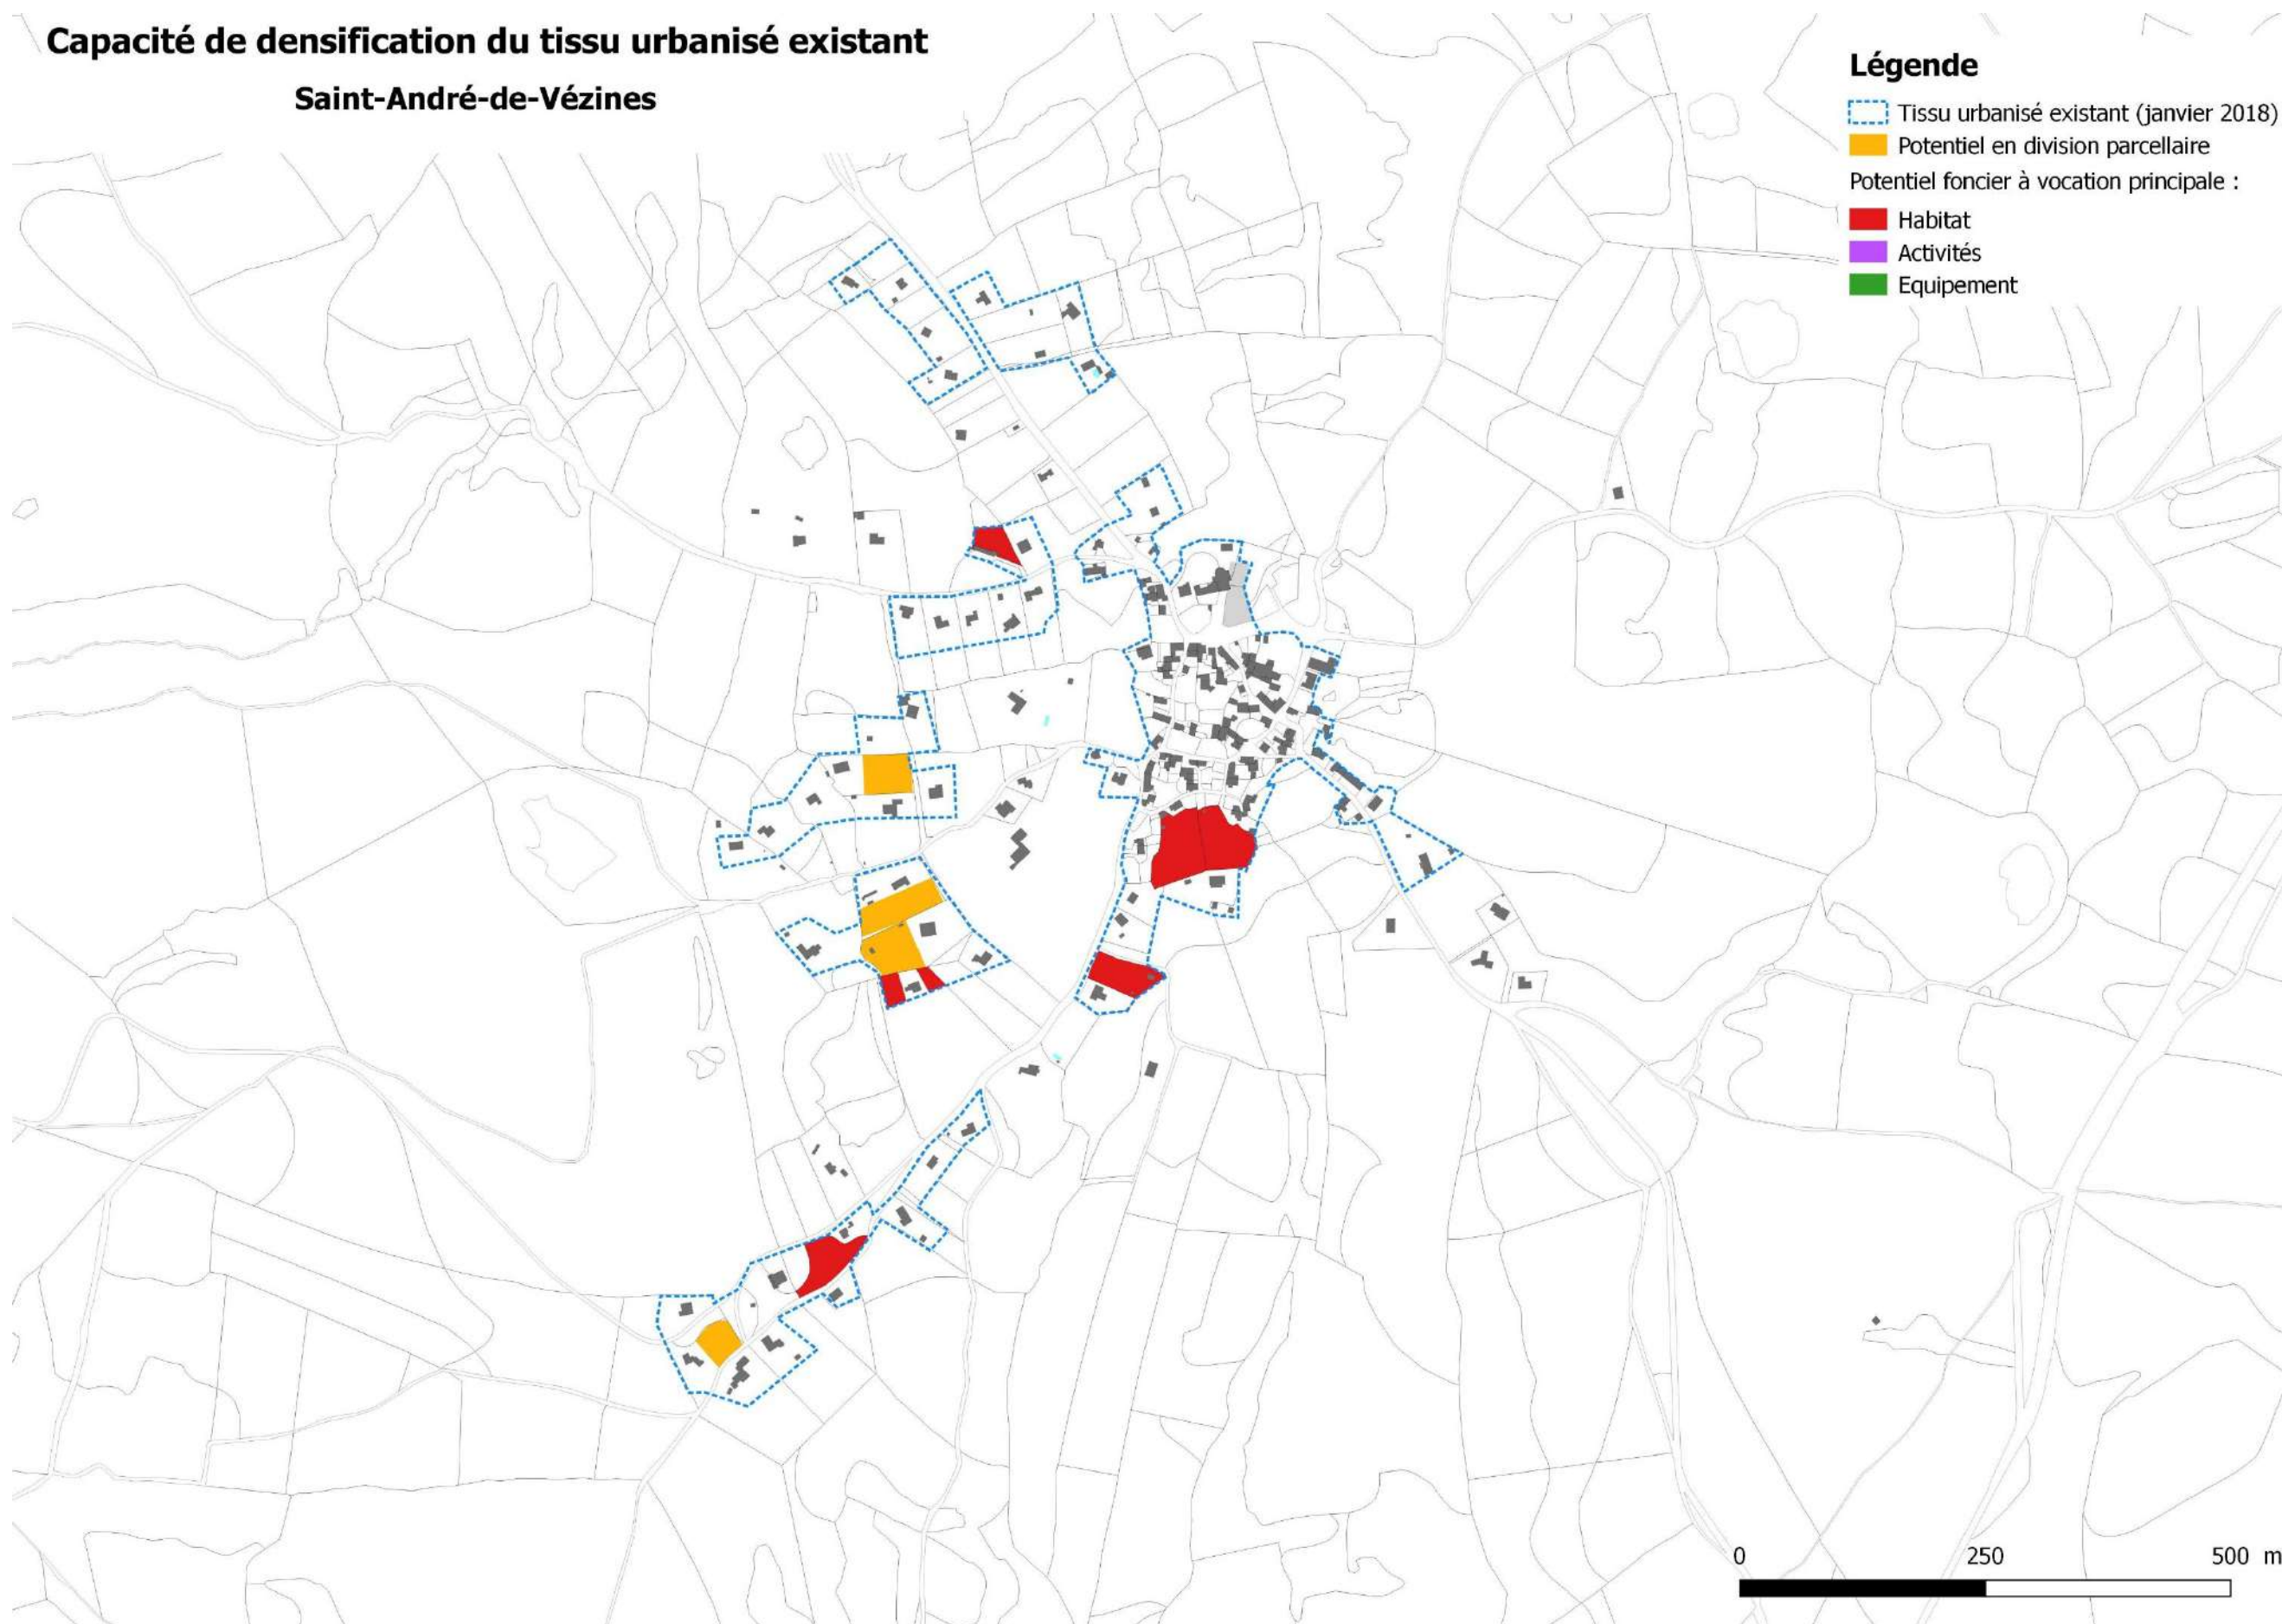 Capacité de densification du tissu urbanisé existant
Saint-André-de-Vézines
Légende
Tissu urbanisé existant (janvier 2018)
Potentiel en division parcellaire
Potentiel foncier à vocation principale :
Habitat
Activités
Equipement
0 250 500 m